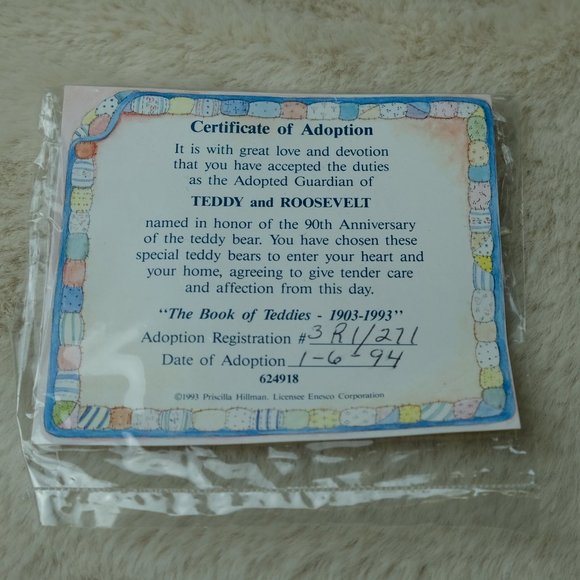 Certificate of Adoption
It is with great love and devotion
that you have accepted the duties
as the Adopted Guardian of
TEDDY and ROOSEVELT
named in honor of the 90th Anniversary
of the teddy bear. You have chosen these
special teddy bears to enter your heart and
your home, agreeing to give tender care
and affection from this day.
"The Book of Teddies - 1903-1993"
Adoption Registration #3R1/271
Date of Adoption 1-6-94
624918
©1993 Priscilla Hillman. Licensee Enesco Corporation